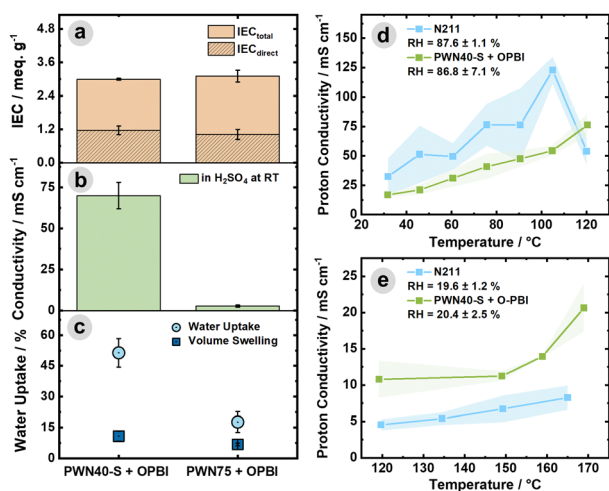 a
IEC_total
IEC_direct
IEC / meq. g⁻¹
4.8
3.6
2.4
1.2
0.0
b
in H₂SO₄ at RT
Conductivity / mS cm⁻¹
75
50
25
0
c
Water Uptake
Volume Swelling
Water Uptake / %
60
45
30
15
0
PWN40-S + OPBI
PWN75 + OPBI
d
N211
RH = 87.6 ± 1.1 %
PWN40-S + OPBI
RH = 86.8 ± 7.1 %
Proton Conductivity / mS cm⁻¹
175
150
125
100
75
50
25
0
20
40
60
80
100
120
140
Temperature / °C
e
N211
RH = 19.6 ± 1.2 %
PWN40-S + O-PBI
RH = 20.4 ± 2.5 %
Proton Conductivity / mS cm⁻¹
25
20
15
10
5
0
120
130
140
150
160
170
Temperature / °C